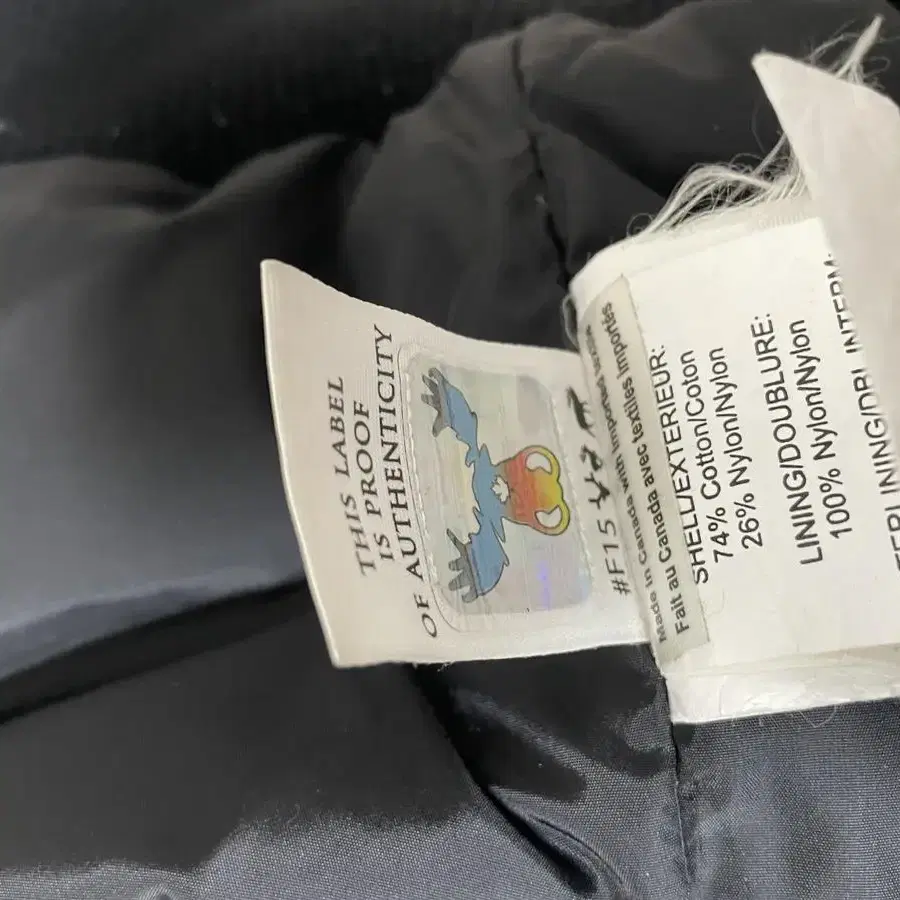 THIS LABEL
IS PROOF
OF AUTHENTICITY
#F15
Made in Canada with Imported
Fait au Canada avec textiles importés
SHELL/EXTERIEUR:
74% Cotton/Coton
26% Nylon/Nylon
LINING/DOUBLURE:
100% Nylon/Nylon